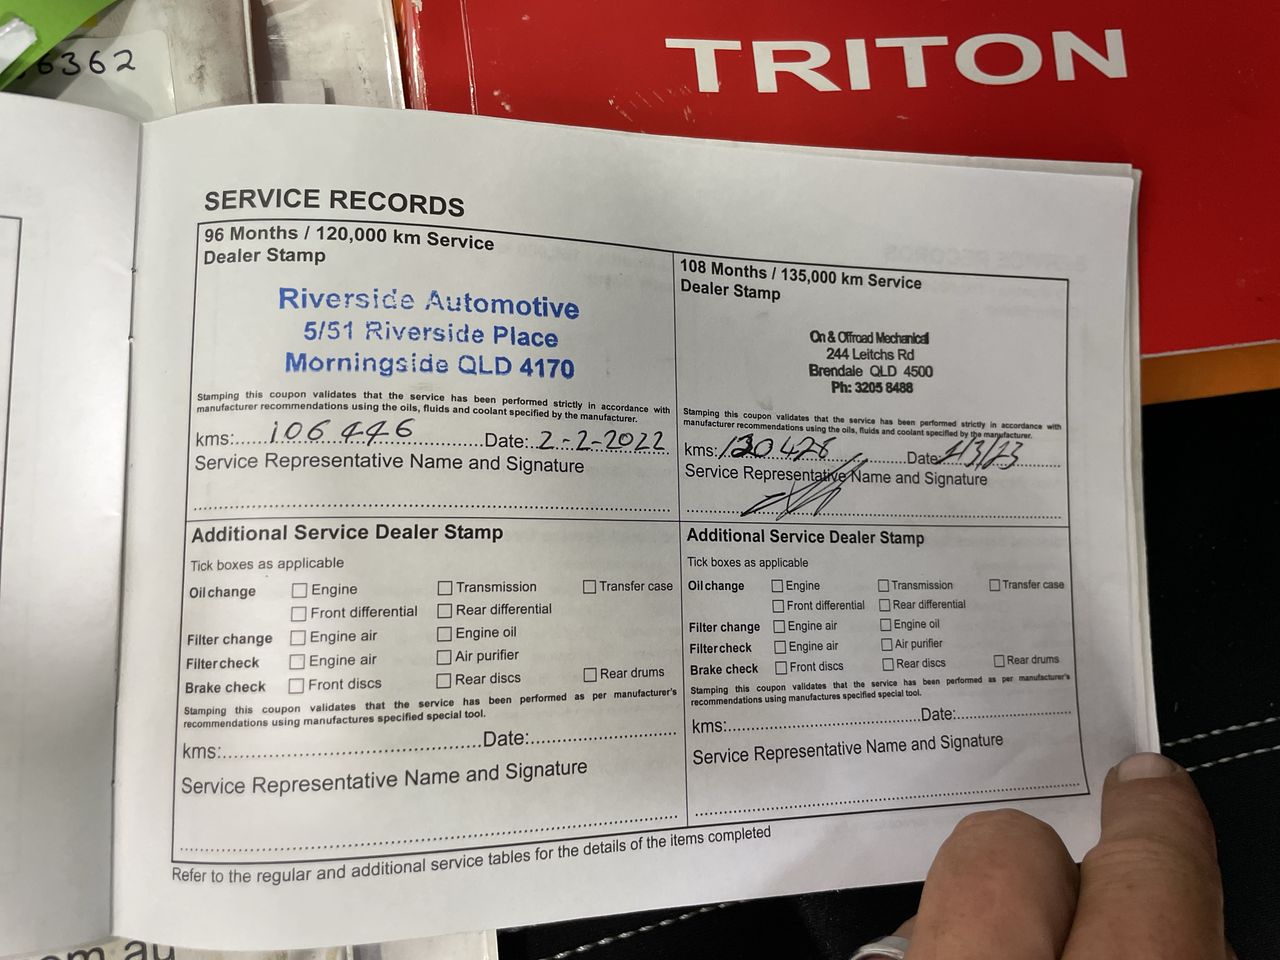 6362
TRITON
SERVICE RECORDS
96 Months / 120,000 km Service
Dealer Stamp
Riverside Automotive
5/51 Riverside Place
Morningside QLD 4170
Stamping this coupon validates that the service has been performed strictly in accordance with
manufacturer recommendations using the oils, fluids and coolant specified by the manufacturer.
kms: 106 446 Date: 2-2-2022
Service Representative Name and Signature
108 Months / 135,000 km Service
Dealer Stamp
On & Offroad Mechanical
244 Leitchs Rd
Brendale QLD 4500
Ph: 3205 8488
Stamping this coupon validates that the service has been performed strictly in accordance with
manufacturer recommendations using the oils, fluids and coolant specified by the manufacturer.
kms: 130428 Date:
Service Representative Name and Signature
Additional Service Dealer Stamp
Tick boxes as applicable
Oil change Engine Transmission Transfer case
Front differential Rear differential
Filter change Engine air Engine oil
Filter check Engine air Air purifier
Brake check Front discs Rear discs Rear drums
Stamping this coupon validates that the service has been performed as per manufacturer's
recommendations using manufactures specified special tool.
kms: Date:
Service Representative Name and Signature
Additional Service Dealer Stamp
Tick boxes as applicable
Oil change Engine Transmission Transfer case
Front differential Rear differential
Filter change Engine air Engine oil
Filter check Engine air Air purifier
Brake check Front discs Rear discs Rear drums
Stamping this coupon validates that the service has been performed as per manufacturer's
recommendations using manufactures specified special tool.
kms: Date:
Service Representative Name and Signature
Refer to the regular and additional service tables for the details of the items completed
om.au